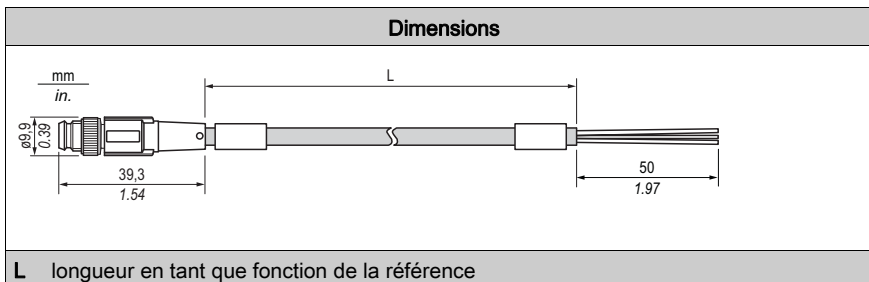 Dimensions
mm
in.
L
ø9,9
0.39
39,3
1.54
50
1.97
L longueur en tant que fonction de la référence